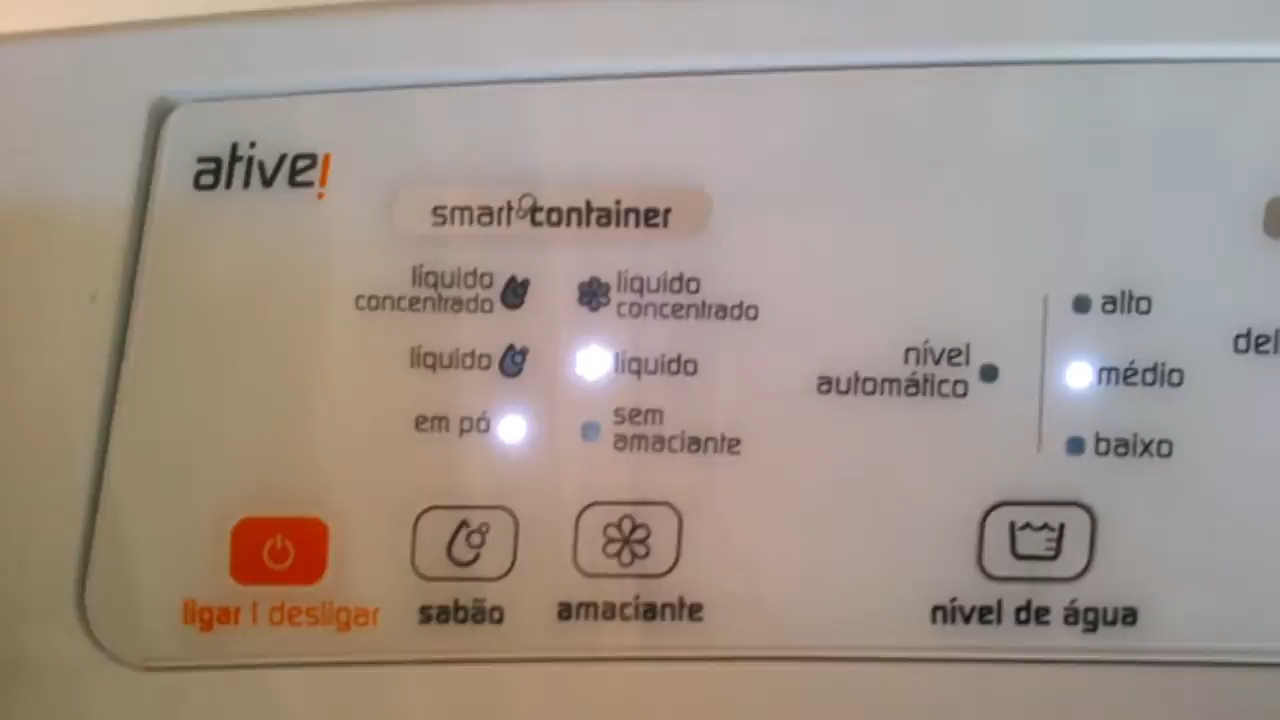 ative!
smart container
líquido
concentrado
líquido
concentrado
líquido
líquido
em pó
sem
amaciante
nível
automático
alto
médio
baixo
ligar | desligar
sabão
amaciante
nível de água